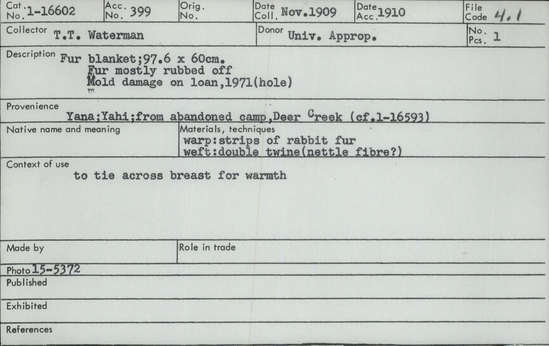 Cat. No. 1-16602 Acc. No. 399 Orig. No. Date Coll. Nov.1909 Date Acc. 1910 File Code 4.1
Collector T.T. Waterman Donor Univ. Approp. No. Pcs. 1
Description Fur blanket;97.6 x 60cm.
Fur mostly rubbed off
Mold damage on loan,1971(hole)
Provenience
Yana;Yahi;from abandoned camp,Deer Creek (cf.1-16593)
Native name and meaning Materials, techniques
warp:strips of rabbit fur
weft:double twine(nettle fibre?)
Context of use
to tie across breast for warmth
Made by Role in trade
Photo 15-5372
Published
Exhibited
References